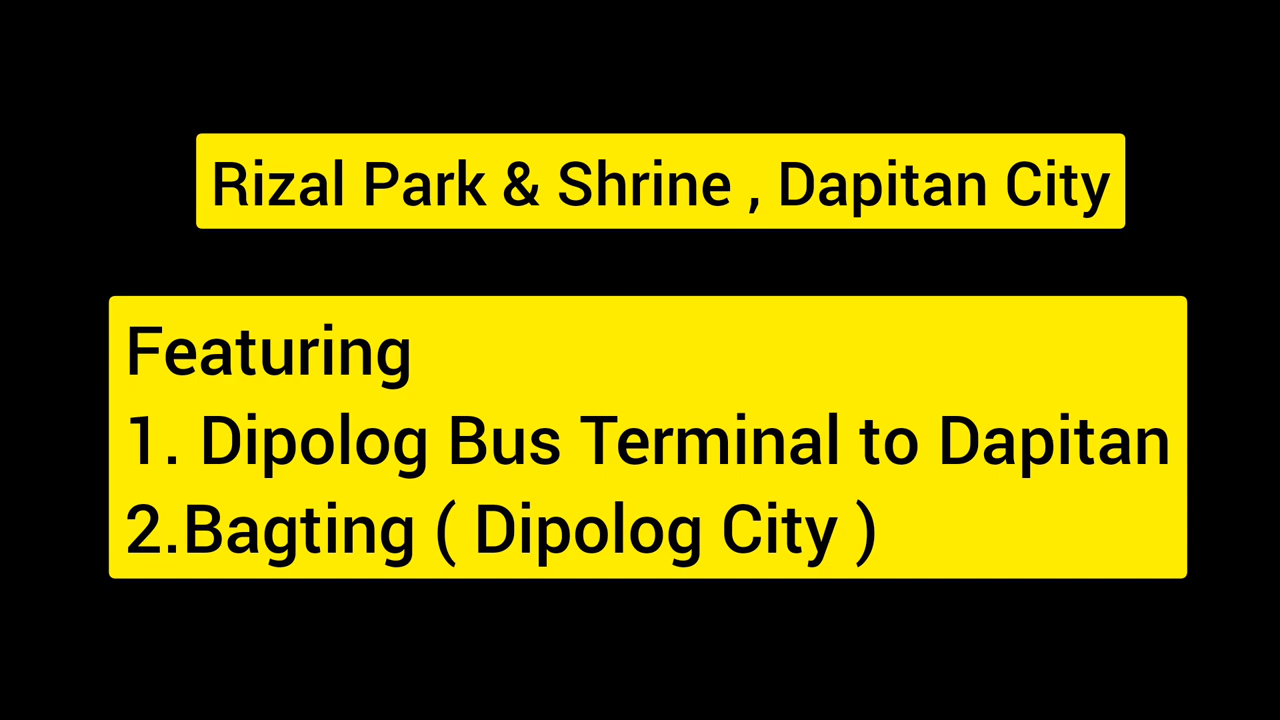 Rizal Park & Shrine , Dapitan City
Featuring
1. Dipolog Bus Terminal to Dapitan
2.Bagting ( Dipolog City )